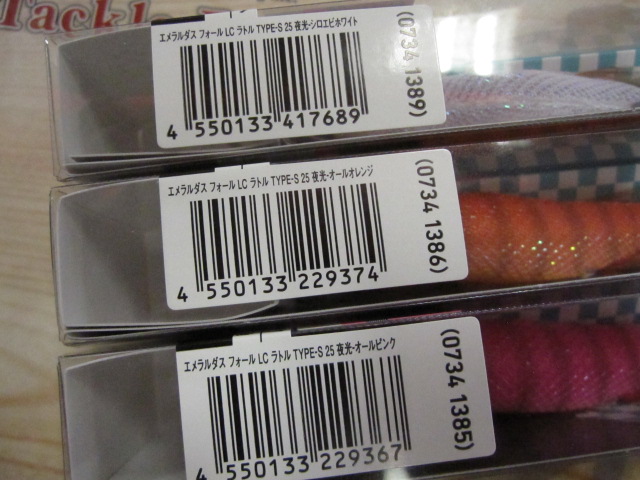 Tackle
エメラルダス フォール LC ラトル TYPE-S 25 夜光-シロエビホワイト
4 550133 417689
(0734 1389)
エメラルダス フォール LC ラトル TYPE-S 25 夜光-オールオレンジ
4 550133 229374
(0734 1386)
エメラルダス フォール LC ラトル TYPE-S 25 夜光-オールピンク
4 550133 229367
(0734 1385)